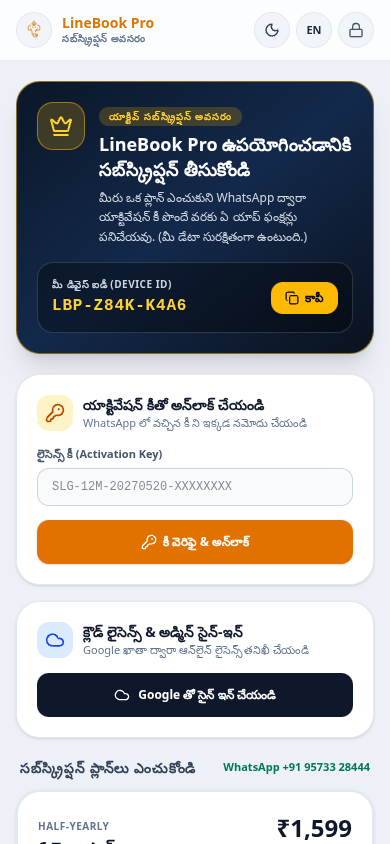 LineBook Pro
సబ్‌స్క్రిప్షన్ అవసరం
EN
యాక్టివ్ సబ్‌స్క్రిప్షన్ అవసరం
LineBook Pro ఉపయోగించడానికి
సబ్‌స్క్రిప్షన్ తీసుకోండి
మీరు ఒక ప్లాన్ ఎంచుకుని WhatsApp ద్వారా
యాక్టివేషన్ కీ పొందే వరకు ఏ యాప్ ఫంక్షన్లు
పనిచేయవు. (మీ డేటా సురక్షితంగా ఉంటుంది.)
మీ డివైస్ ఐడీ (DEVICE ID)
LBP-Z84K-K4A6
కాపీ
యాక్టివేషన్ కీతో అన్‌లాక్ చేయండి
WhatsApp లో వచ్చిన కీ ని ఇక్కడ నమోదు చేయండి
లైసెన్స్ కీ (Activation Key)
SLG-12M-20270520-XXXXXXXX
కీ వెరిఫై & అన్‌లాక్
క్లౌడ్ లైసెన్స్ & అడ్మిన్ సైన్-ఇన్
Google ఖాతా ద్వారా ఆన్‌లైన్ లైసెన్స్ తనిఖీ చేయండి
Google తో సైన్ ఇన్ చేయండి
సబ్‌స్క్రిప్షన్ ప్లాన్‌లు ఎంచుకోండి
WhatsApp +91 95733 28444
HALF-YEARLY
₹1,599